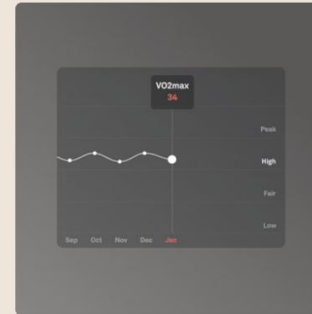 VO2max
34
Peak
High
Fair
Low
Sep Oct Nov Dec Jan